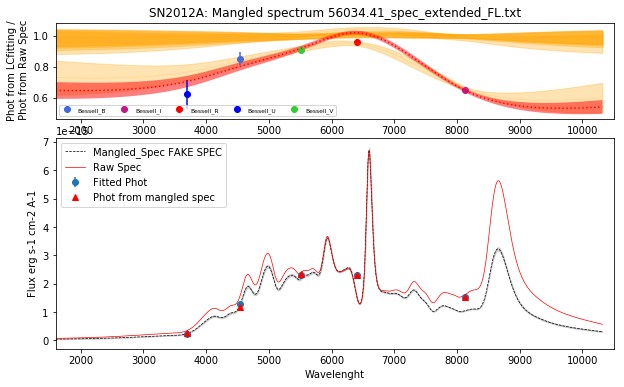 SN2012A: Mangled spectrum 56034.41_spec_extended_FL.txt
Phot from LCfitting /
Phot from Raw Spec
1.0
0.8
0.6
Bessell_B
Bessell_I
Bessell_R
Bessell_U
Bessell_V
2000 3000 4000 5000 6000 7000 8000 9000 10000
Flux erg s-1 cm-2 A-1
7
6
5
4
3
2
1
0
Mangled_Spec FAKE SPEC
Raw Spec
Fitted Phot
Phot from mangled spec
2000 3000 4000 5000 6000 7000 8000 9000 10000
Wavelenght